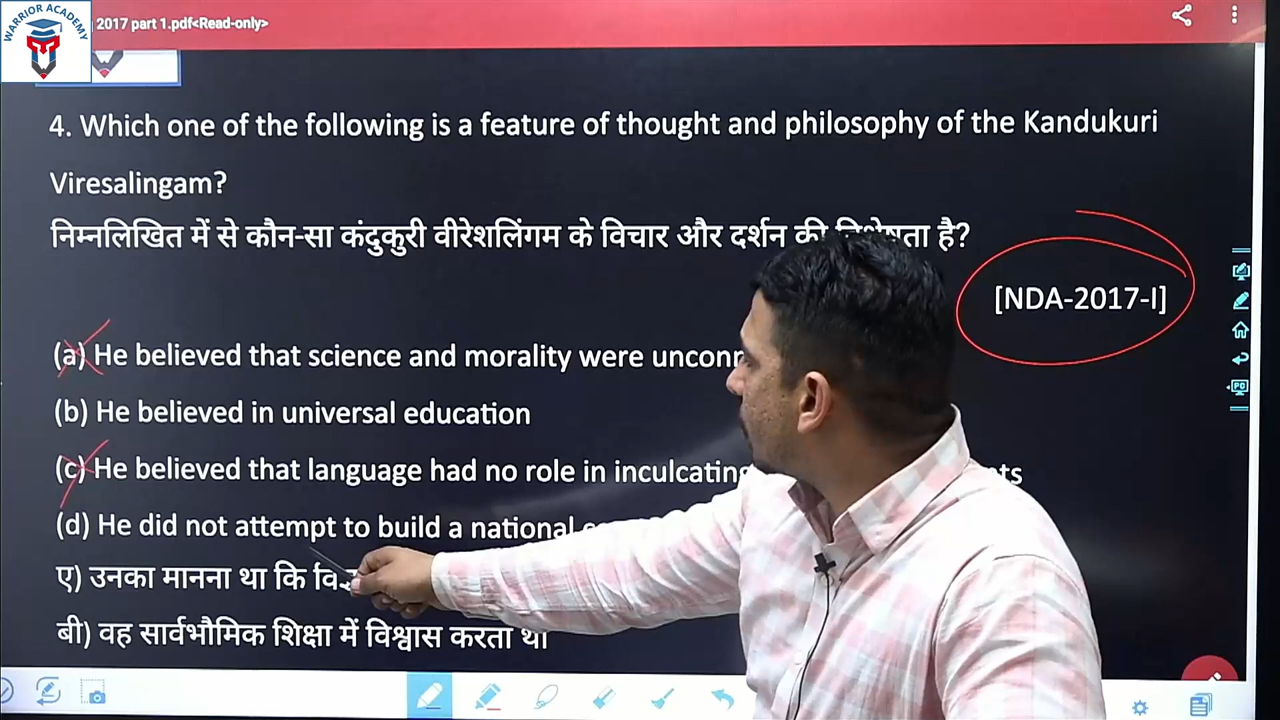 WARRIOR ACADEMY
2017 part 1.pdf<Read-only>
4. Which one of the following is a feature of thought and philosophy of the Kandukuri
Viresalingam?
निम्नलिखित में से कौन-सा कंदुकुरी वीरेशलिंगम के विचार और दर्शन की विशेषता है?
[NDA-2017-I]
(a) He believed that science and morality were
(b) He believed in universal education
(c) He believed that language had no role in inculcating
(d) He did not attempt to build a national
ए) उनका मानना था कि
बी) वह सार्वभौमिक शिक्षा में विश्वास करता था